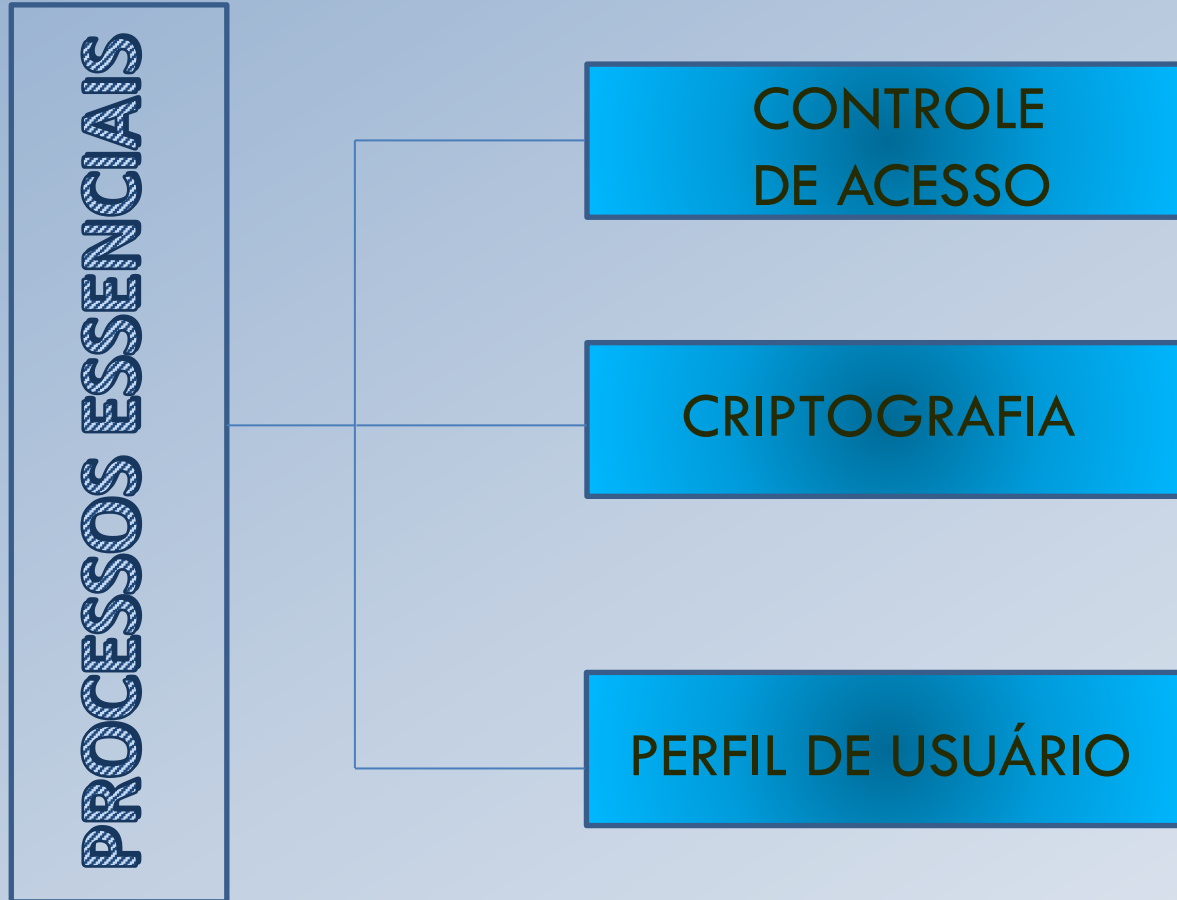 PROCESSOS ESSENCIAIS
CONTROLE
DE ACESSO
CRIPTOGRAFIA
PERFIL DE USUÁRIO